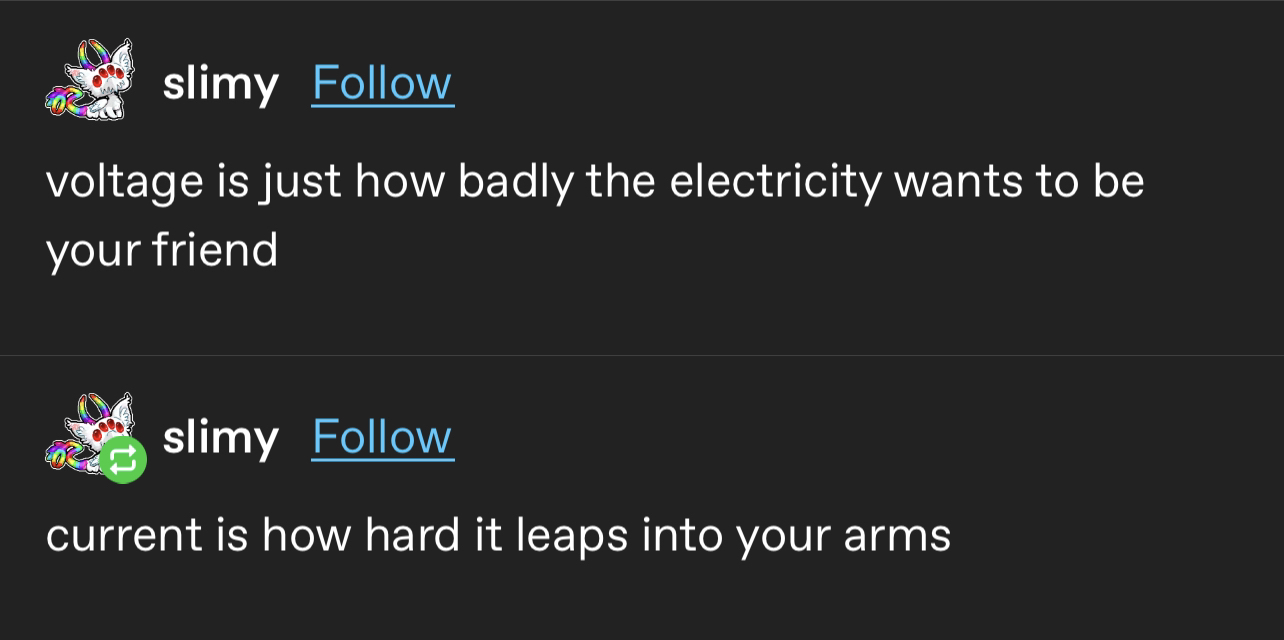 slimy Follow
voltage is just how badly the electricity wants to be
your friend
slimy Follow
current is how hard it leaps into your arms